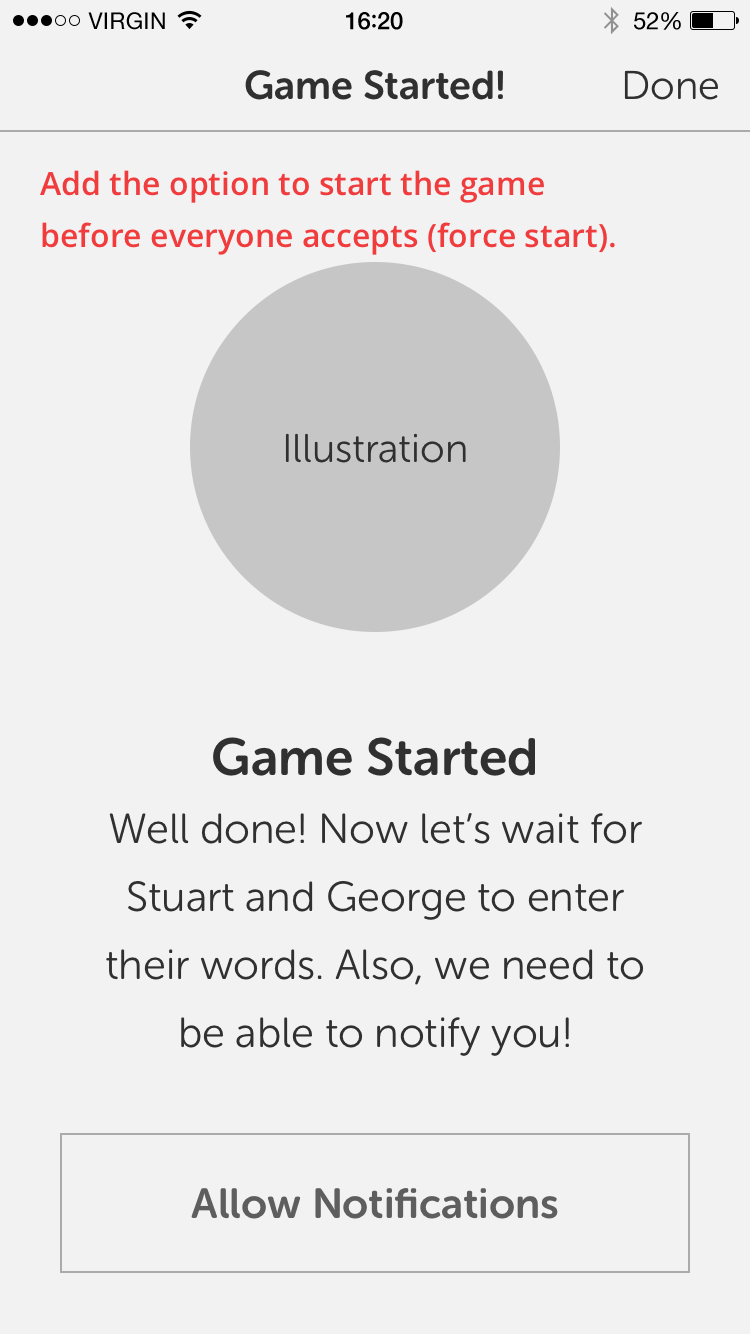 VIRGIN 16:20 52%
Game Started! Done
Add the option to start the game
before everyone accepts (force start).
Illustration
Game Started
Well done! Now let’s wait for
Stuart and George to enter
their words. Also, we need to
be able to notify you!
Allow Notifications